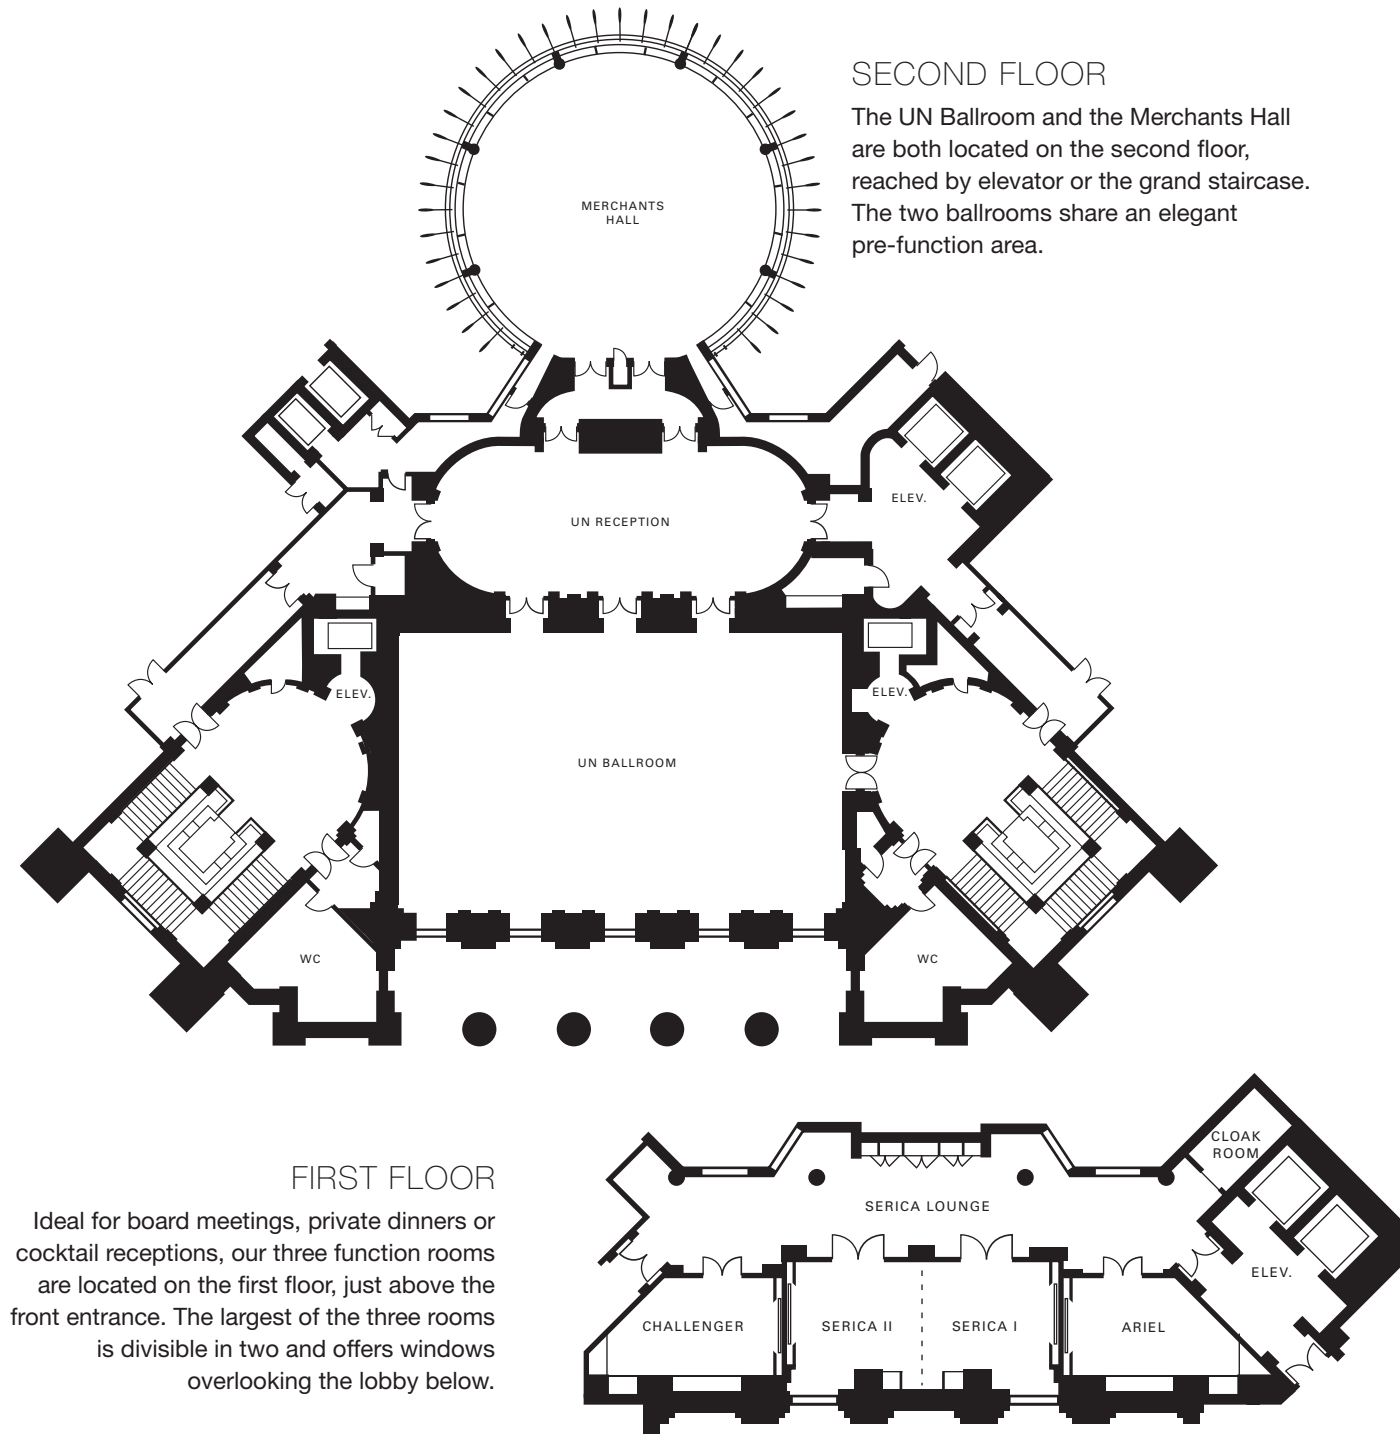 SECOND FLOOR
The UN Ballroom and the Merchants Hall
are both located on the second floor,
reached by elevator or the grand staircase.
The two ballrooms share an elegant
pre-function area.
MERCHANTS
HALL
ELEV.
UN RECEPTION
ELEV.
ELEV.
UN BALLROOM
WC
WC
FIRST FLOOR
Ideal for board meetings, private dinners or
cocktail receptions, our three function rooms
are located on the first floor, just above the
front entrance. The largest of the three rooms
is divisible in two and offers windows
overlooking the lobby below.
CLOAK
ROOM
SERICA LOUNGE
ELEV.
CHALLENGER
SERICA II
SERICA I
ARIEL